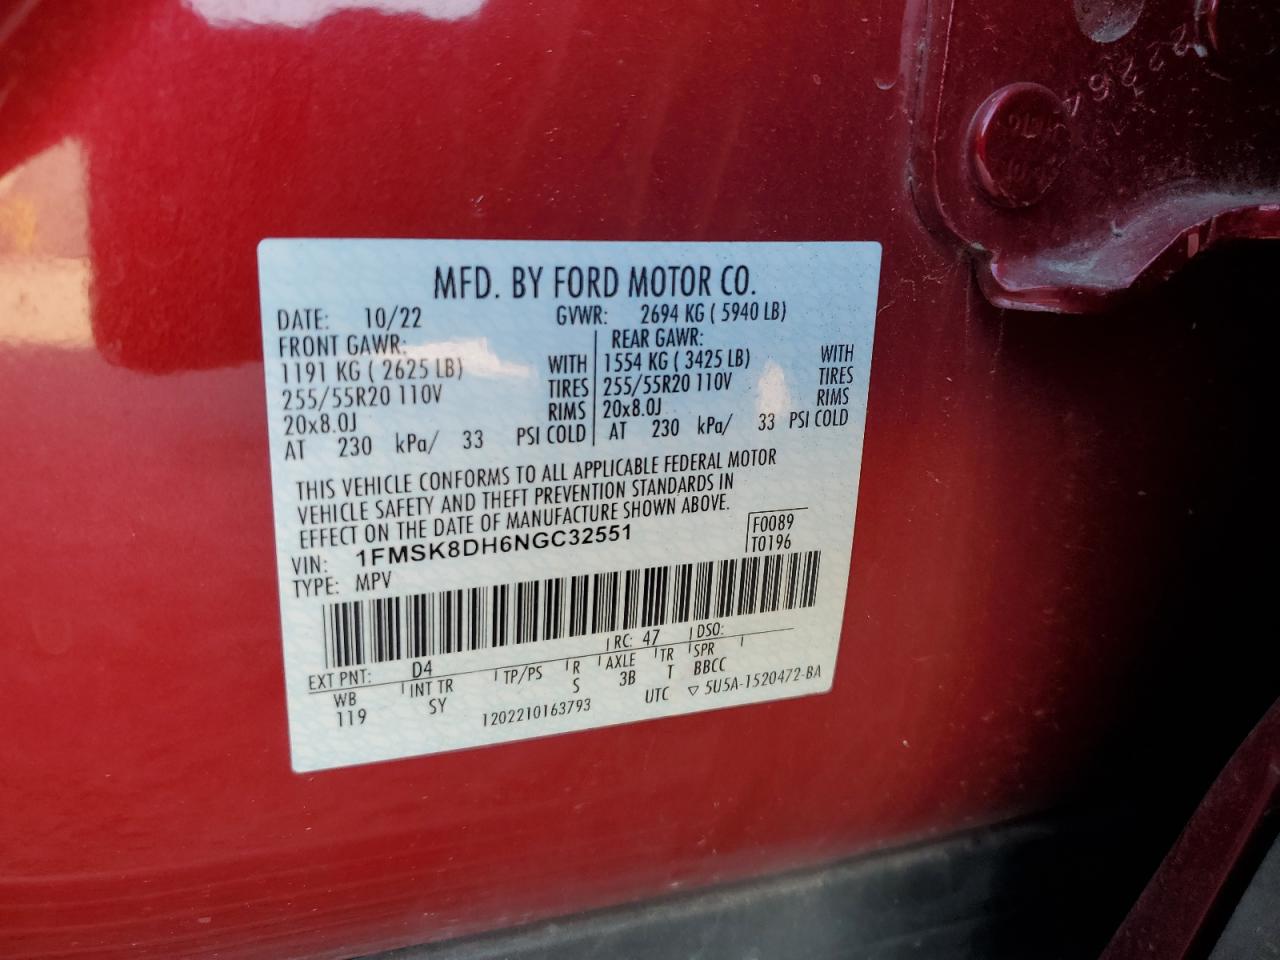 MFD. BY FORD MOTOR CO.
DATE: 10/22 GVWR: 2694 KG ( 5940 LB)
FRONT GAWR: REAR GAWR:
1191 KG ( 2625 LB) WITH 1554 KG ( 3425 LB) WITH
255/55R20 110V TIRES 255/55R20 110V TIRES
20x8.0J RIMS 20x8.0J RIMS
AT 230 kPa/ 33 PSI COLD AT 230 kPa/ 33 PSI COLD
THIS VEHICLE CONFORMS TO ALL APPLICABLE FEDERAL MOTOR
VEHICLE SAFETY AND THEFT PREVENTION STANDARDS IN
EFFECT ON THE DATE OF MANUFACTURE SHOWN ABOVE.
VIN: 1FMSK8DH6NGC32551 F0089
TYPE: MPV T0196
EXT PNT: D4 RC: 47 DSO:
WB INT TR TP/PS R AXLE TR SPR
119 SY S 3B T BBCC
1202210163793 UTC ▽ 5U5A-1520472-BA